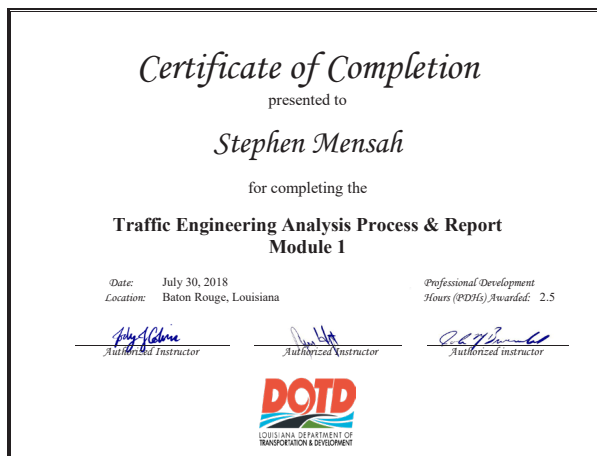 Certificate of Completion
presented to
Stephen Mensah
for completing the
Traffic Engineering Analysis Process & Report
Module 1
Date: July 30, 2018
Location: Baton Rouge, Louisiana
Professional Development
Hours (PDHs) Awarded: 2.5
Authorized Instructor
Authorized Instructor
Authorized instructor
DOTD
LOUISIANA DEPARTMENT OF
TRANSPORTATION & DEVELOPMENT